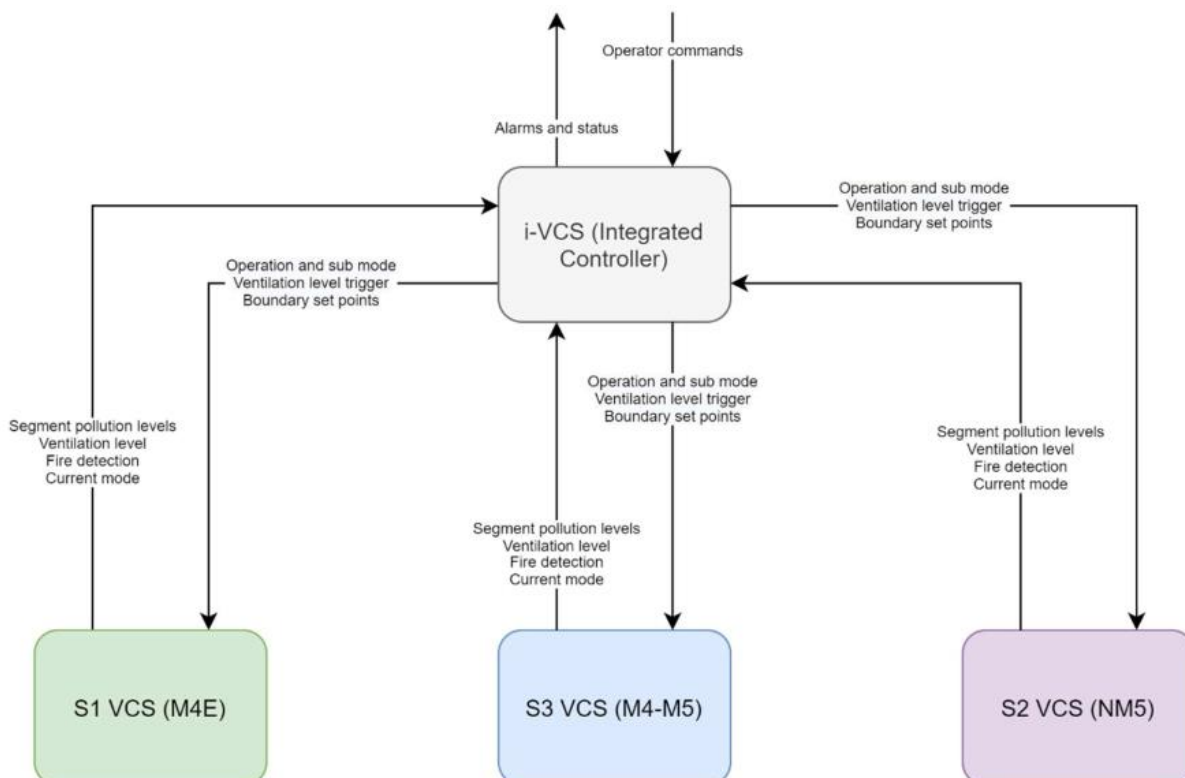 Operator commands
Alarms and status
i-VCS (Integrated
Controller)
Operation and sub mode
Ventilation level trigger
Boundary set points
Operation and sub mode
Ventilation level trigger
Boundary set points
Operation and sub mode
Ventilation level trigger
Boundary set points
Segment pollution levels
Ventilation level
Fire detection
Current mode
Segment pollution levels
Ventilation level
Fire detection
Current mode
Segment pollution levels
Ventilation level
Fire detection
Current mode
S1 VCS (M4E)
S3 VCS (M4-M5)
S2 VCS (NM5)